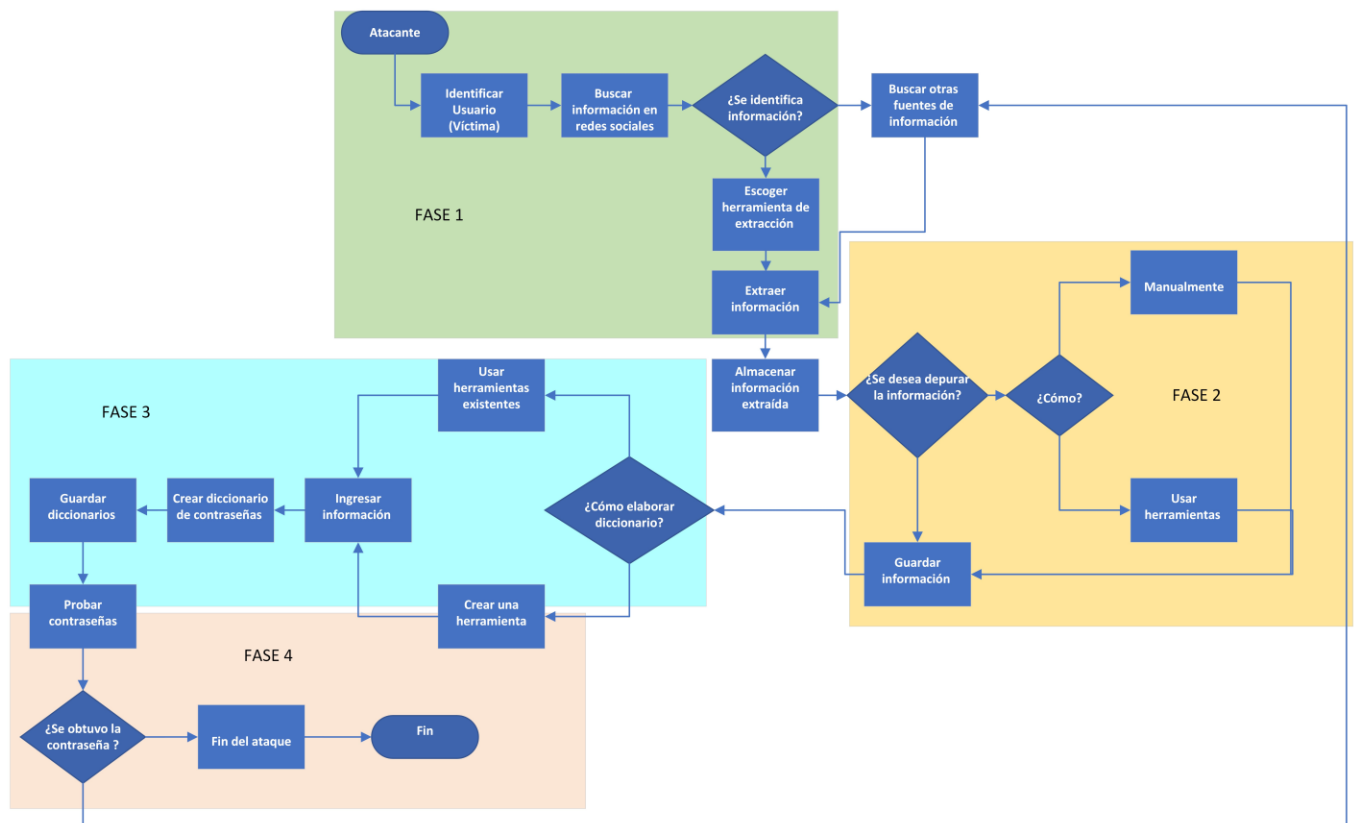 Atacante
Identificar
Usuario
(Víctima)
Buscar
información en
redes sociales
¿Se identifica
información?
Buscar otras
fuentes de
información
Escoger
herramienta de
extracción
FASE 1
Extraer
información
Almacenar
información
extraída
¿Se desea depurar
la información?
¿Cómo?
Manualmente
FASE 2
Usar
herramientas
Guardar
información
FASE 3
Usar
herramientas
existentes
¿Cómo elaborar
diccionario?
Crear una
herramienta
Ingresar
información
Crear diccionario
de contraseñas
Guardar
diccionarios
Probar
contraseñas
FASE 4
¿Se obtuvo la
contraseña ?
Fin del ataque
Fin